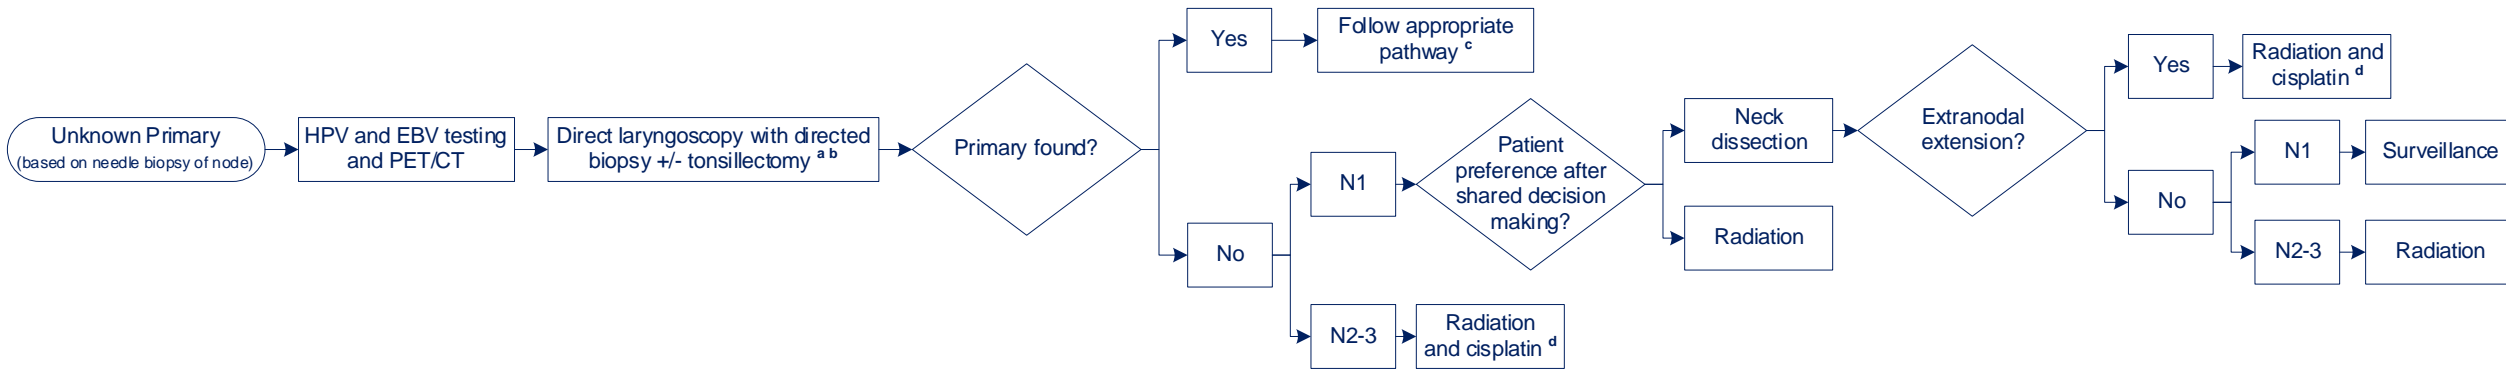 Unknown Primary
(based on needle biopsy of node)
HPV and EBV testing
and PET/CT
Direct laryngoscopy with directed
biopsy +/- tonsillectomy a b
Primary found?
Yes
Follow appropriate
pathway c
No
N1
Patient
preference after
shared decision
making?
Neck
dissection
Extranodal
extension?
Yes
Radiation and
cisplatin d
No
N1
Surveillance
N2-3
Radiation
Radiation
N2-3
Radiation
and cisplatin d